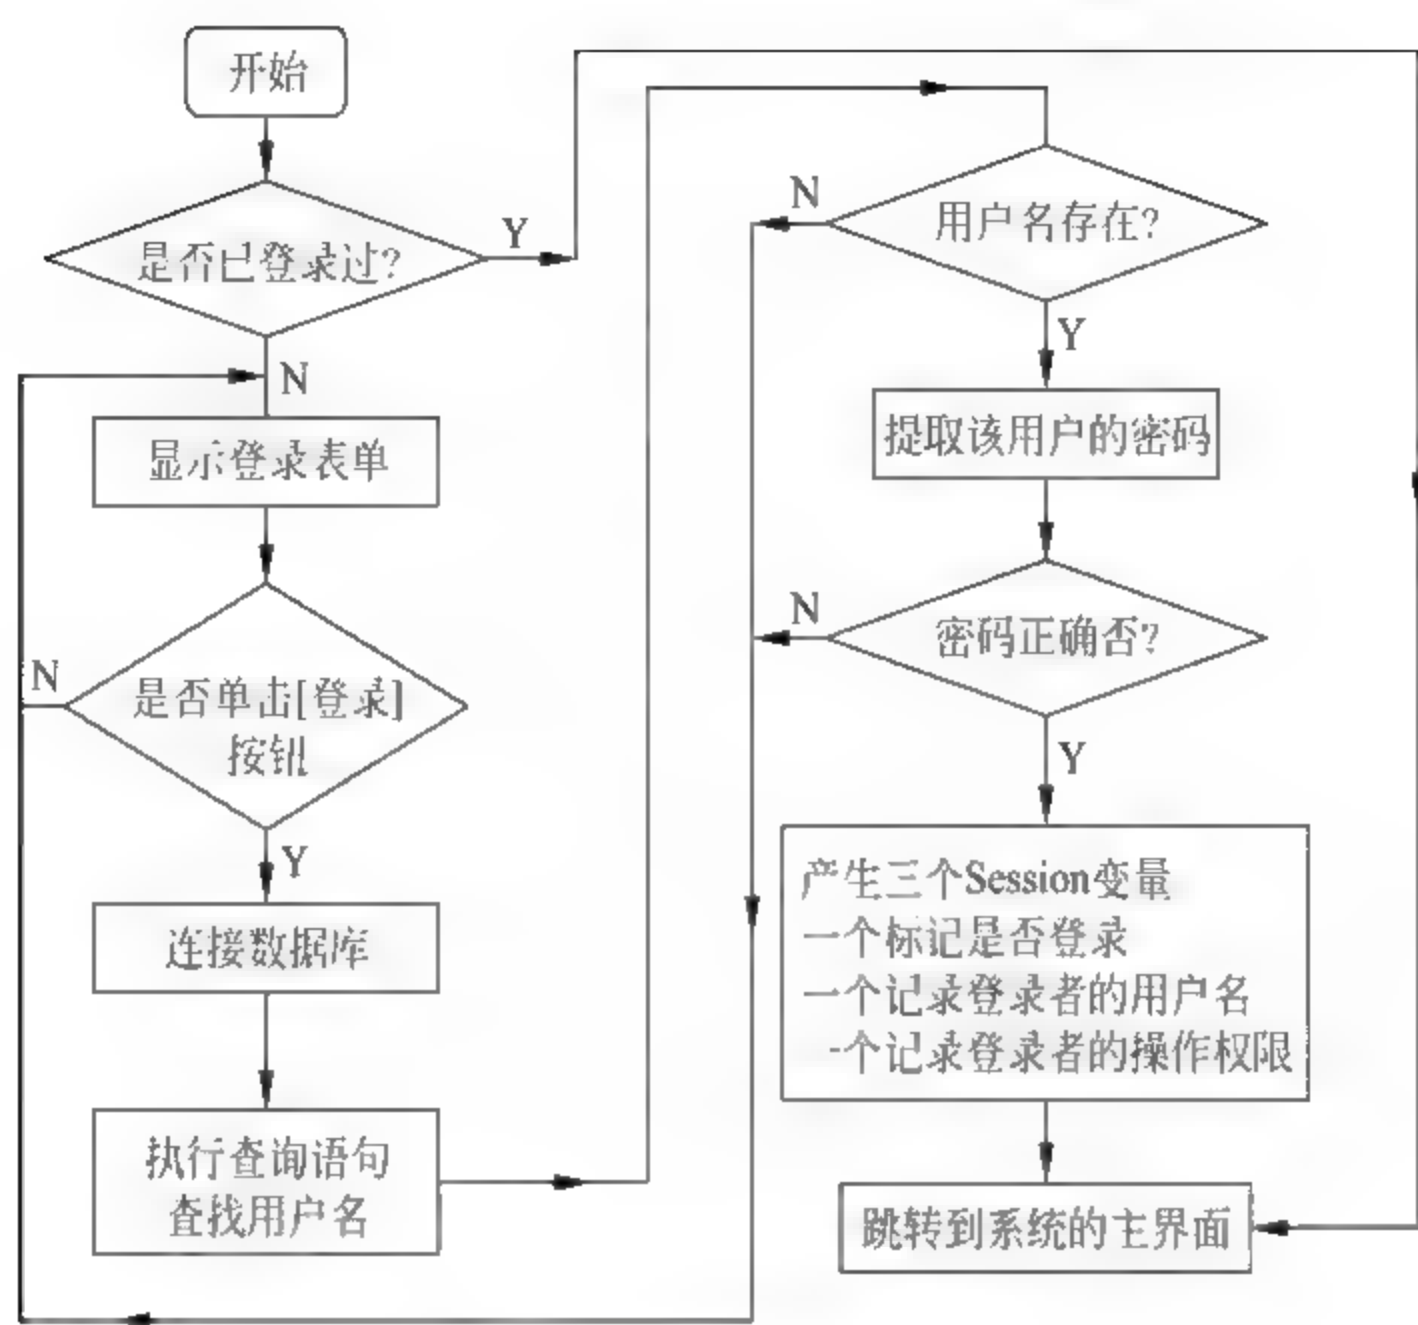 开始
是否已登录过?
Y
N
显示登录表单
是否单击[登录]
按钮
N
Y
连接数据库
执行查询语句
查找用户名
用户名存在?
N
Y
提取该用户的密码
密码正确否?
N
Y
产生三个Session变量
一个标记是否登录
一个记录登录者的用户名
一个记录登录者的操作权限
跳转到系统的主界面